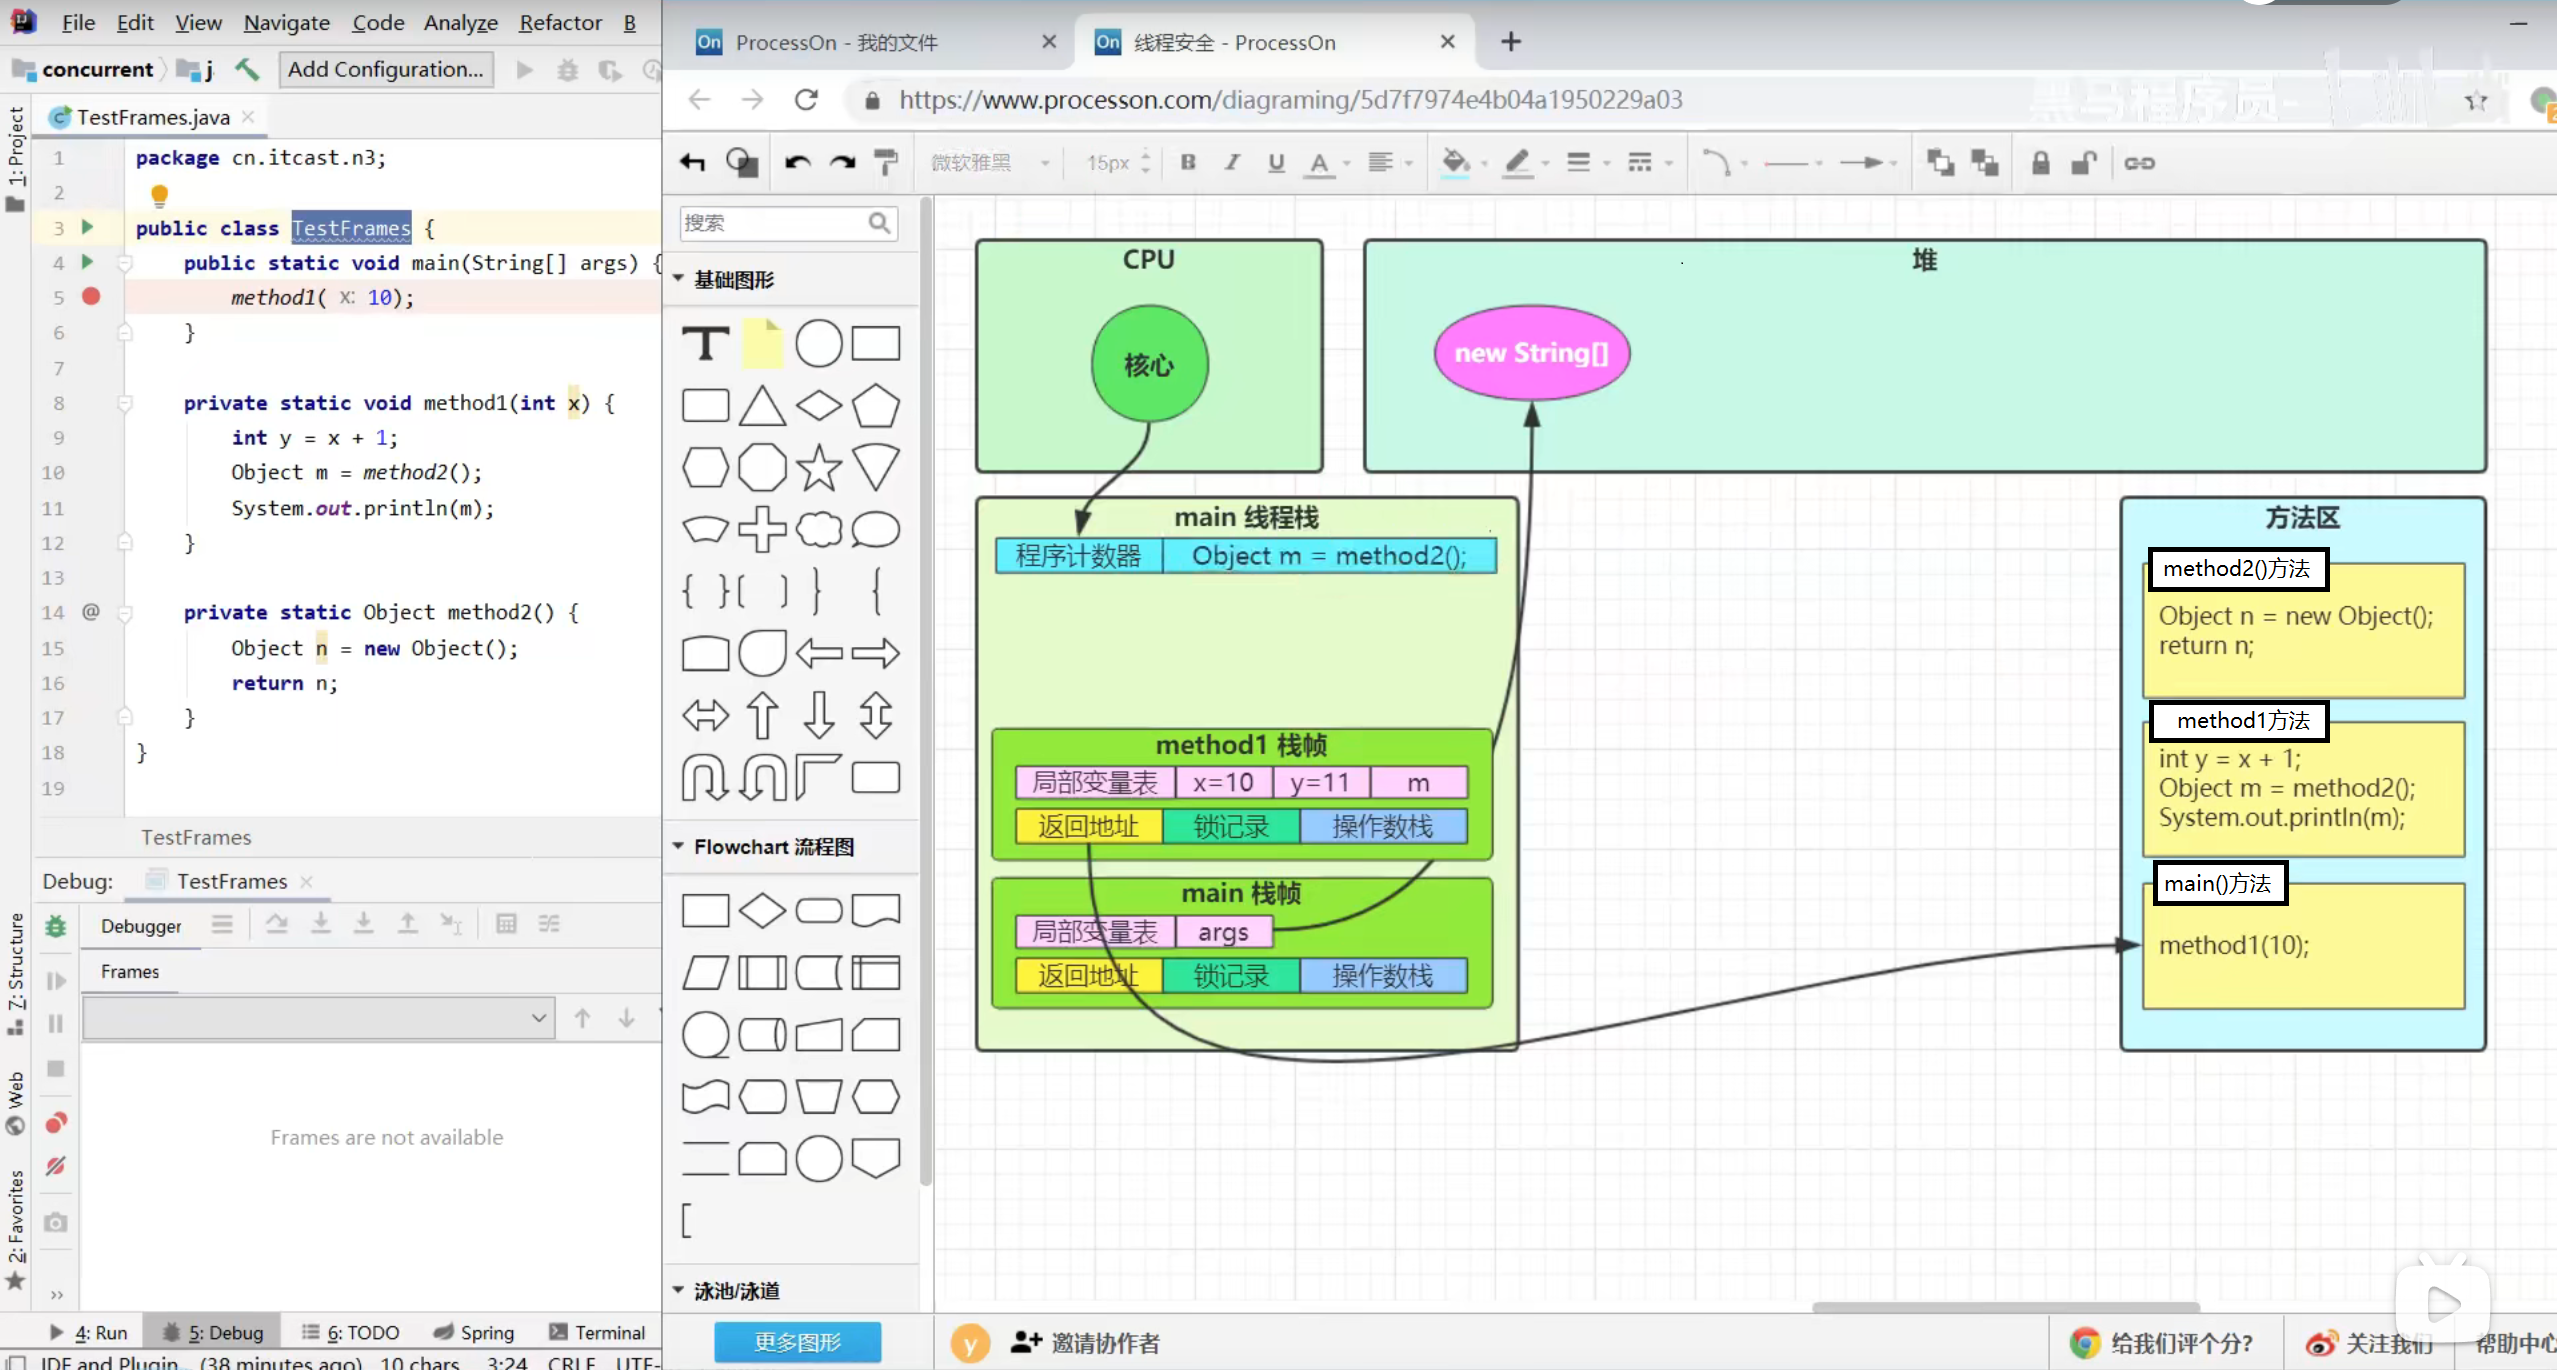 File Edit View Navigate Code Analyze Refactor B
concurrent j Add Configuration...
TestFrames.java
1: Project
1 package cn.itcast.n3;
2
3 public class TestFrames {
4 public static void main(String[] args) {
5 method1( x: 10);
6 }
7
8 private static void method1(int x) {
9 int y = x + 1;
10 Object m = method2();
11 System.out.println(m);
12 }
13
14 @ private static Object method2() {
15 Object n = new Object();
16 return n;
17 }
18 }
19
TestFrames
Debug: TestFrames
Debugger
Frames
Frames are not available
Z: Structure
Web
2: Favorites
4: Run 5: Debug 6: TODO Spring Terminal
IDE and Plugin... (38 minutes ago) 10 chars 3:24 CRLF UTF-
On ProcessOn - 我的文件
On 线程安全 - ProcessOn
https://www.processon.com/diagraming/5d7f7974e4b04a1950229a03
黑马程序员
微软雅黑 15px B I U A
搜索
基础图形
T
Flowchart 流程图
泳池/泳道
更多图形
CPU
核心
堆
new String[]
main 线程栈
程序计数器 Object m = method2();
method1 栈帧
局部变量表 x=10 y=11 m
返回地址 锁记录 操作数栈
main 栈帧
局部变量表 args
返回地址 锁记录 操作数栈
方法区
method2()方法
Object n = new Object();
return n;
method1方法
int y = x + 1;
Object m = method2();
System.out.println(m);
main()方法
method1(10);
y 邀请协作者
给我们评个分?
关注我们
帮助中心